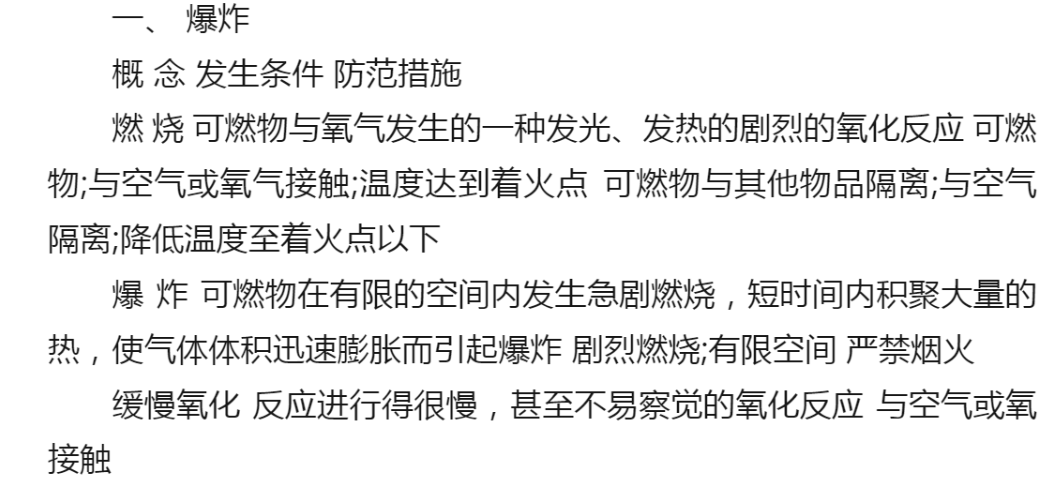 一、 爆炸
概 念 发生条件 防范措施
燃 烧 可燃物与氧气发生的一种发光、发热的剧烈的氧化反应 可燃
物;与空气或氧气接触;温度达到着火点 可燃物与其他物品隔离;与空气
隔离;降低温度至着火点以下
爆 炸 可燃物在有限的空间内发生急剧燃烧，短时间内积聚大量的
热，使气体体积迅速膨胀而引起爆炸 剧烈燃烧;有限空间 严禁烟火
缓慢氧化 反应进行得很慢，甚至不易察觉的氧化反应 与空气或氧
接触